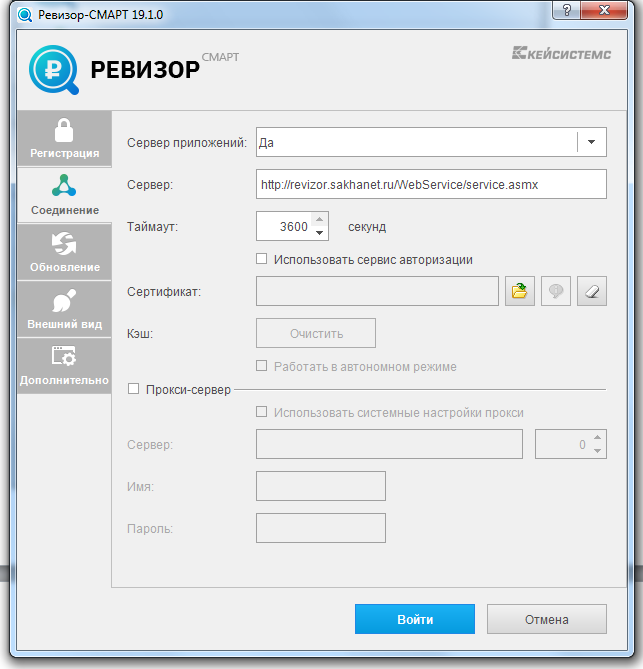 Ревизор-СМАРТ 19.1.0
?
₽ РЕВИЗОР СМАРТ
КЕЙСИСТЕМС
Регистрация
Соединение
Обновление
Внешний вид
Дополнительно
Сервер приложений: Да
Сервер: http://revizor.sakhanet.ru/WebService/service.asmx
Таймаут: 3600 секунд
Использовать сервис авторизации
Сертификат:
Кэш: Очистить
Работать в автономном режиме
Прокси-сервер
Использовать системные настройки прокси
Сервер: 0
Имя:
Пароль:
Войти Отмена